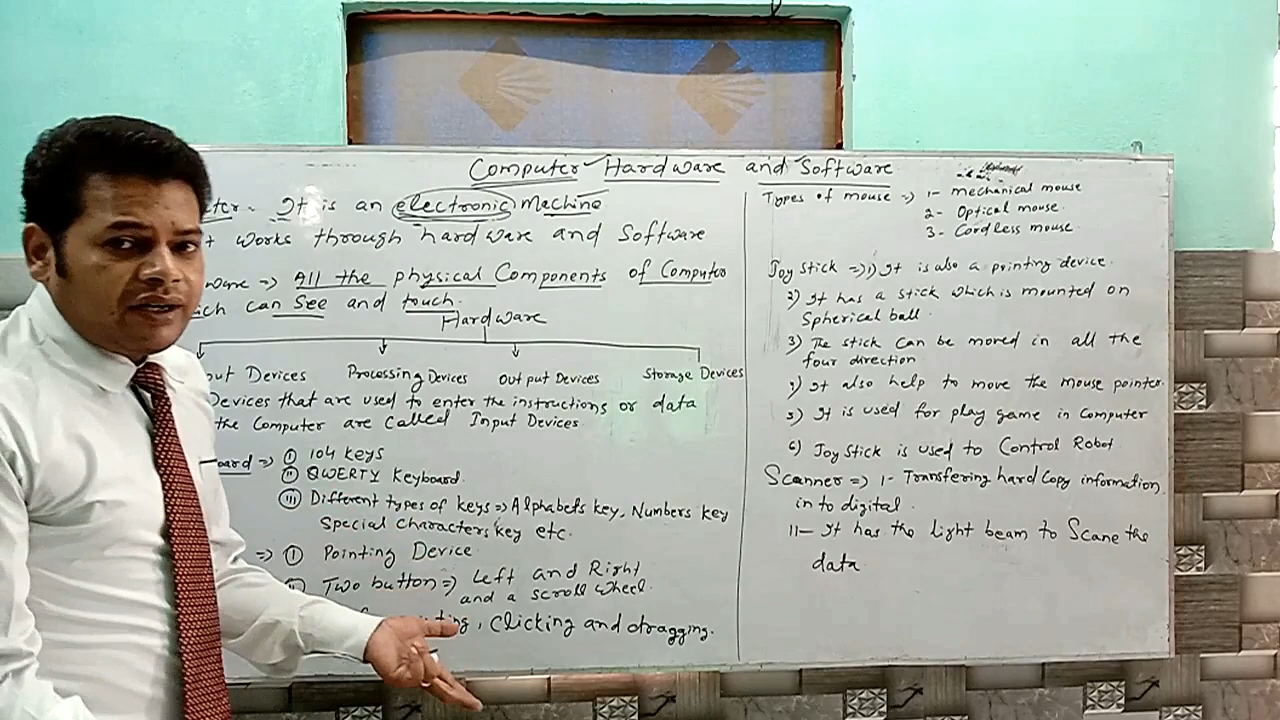 Computer Hardware and Software
It is an electronic Machine
works through hardware and Software
All the physical Components of Computer
can See and touch.
Hardware
Devices Processing Devices Output Devices Storage Devices
Devices that are used to enter the instructions or data
the Computer are Called Input Devices
=> i 104 keys
ii QWERTY Keyboard.
iii Different types of keys => Alphabets key, Numbers key
Special Characters key etc.
=> i Pointing Device
Two button => Left and Right
and a scroll wheel.
, Clicking and dragging.
Types of mouse => 1- mechanical mouse
2- Optical mouse
3- Cordless mouse
Joy stick => 1) It is also a pointing device.
2) It has a stick which is mounted on
Spherical ball.
3) The stick can be moved in all the
four direction
It also help to move the mouse pointer.
5) It is used for play game in computer
6) Joy stick is used to Control Robot
Scanner => 1- Transfering hard Copy information
in to digital.
11- It has the light beam to Scane the
data